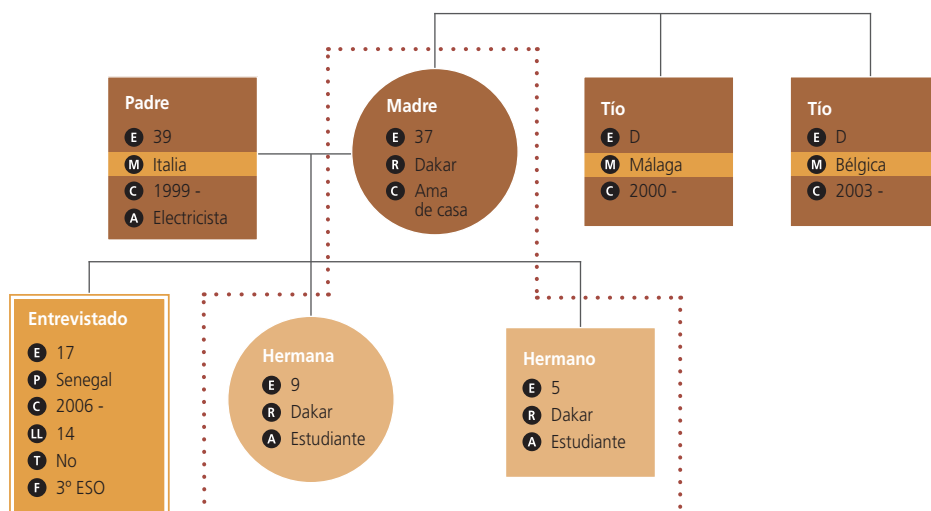 Padre
E 39
M Italia
C 1999 -
A Electricista
Madre
E 37
R Dakar
C Ama
de casa
Tío
E D
M Málaga
C 2000 -
Tío
E D
M Bélgica
C 2003 -
Entrevistado
E 17
P Senegal
C 2006 -
LL 14
T No
F 3º ESO
Hermana
E 9
R Dakar
A Estudiante
Hermano
E 5
R Dakar
A Estudiante